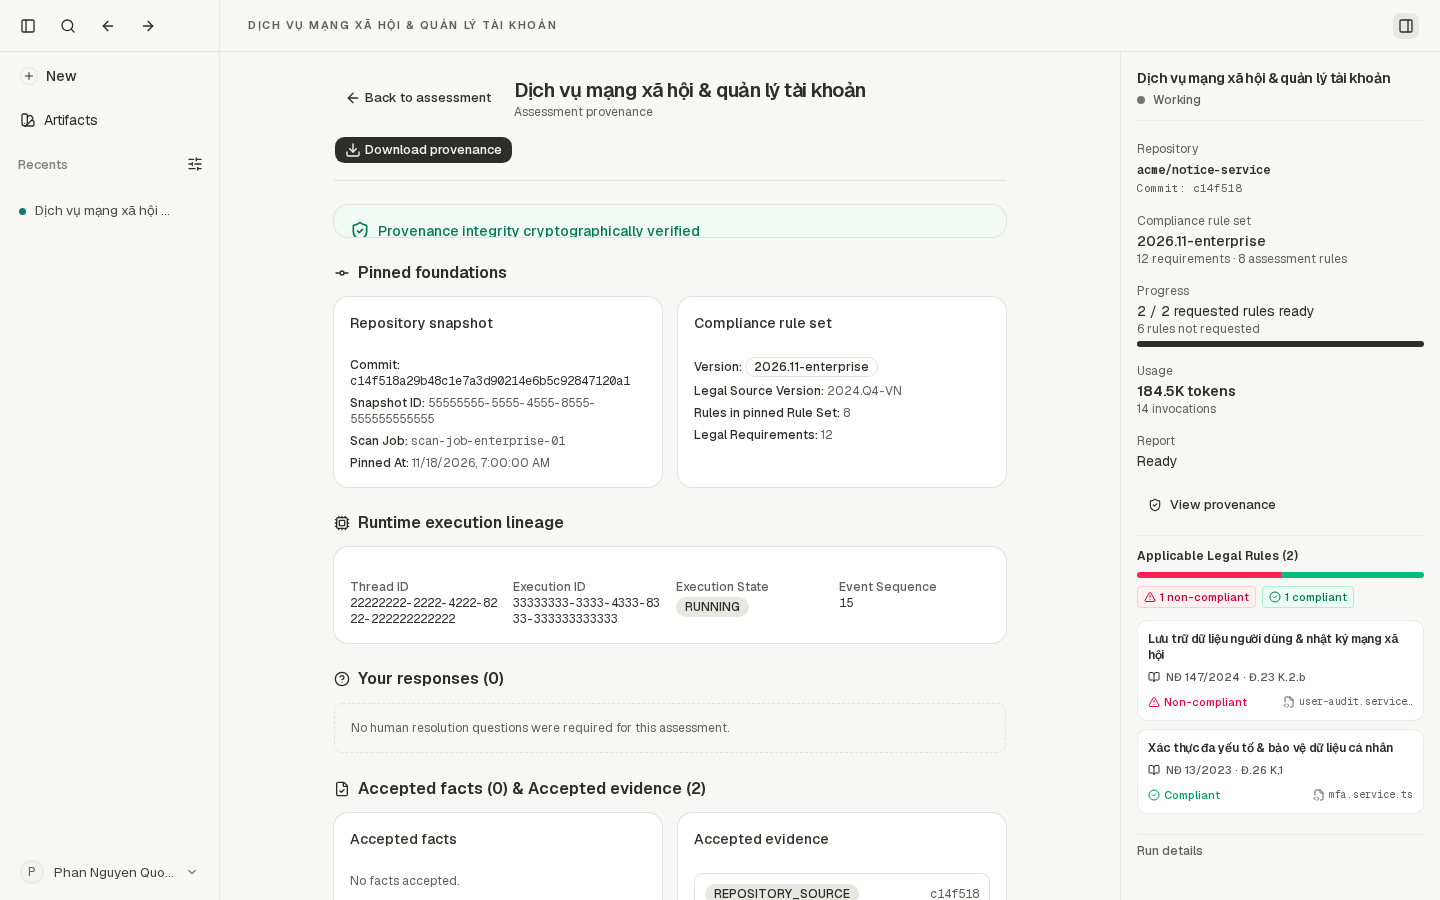 DỊCH VỤ MẠNG XÃ HỘI & QUẢN LÝ TÀI KHOẢN
New
Artifacts
Recents
Dịch vụ mạng xã hội ...
Phan Nguyen Quo...
P
Back to assessment
Dịch vụ mạng xã hội & quản lý tài khoản
Assessment provenance
Download provenance
Provenance integrity cryptographically verified
Pinned foundations
Repository snapshot
Commit:
c14f518a29b48c1e7a3d90214e6b5c92847120a1
Snapshot ID: 55555555-5555-4555-8555-
555555555555
Scan Job: scan-job-enterprise-01
Pinned At: 11/18/2026, 7:00:00 AM
Compliance rule set
Version: 2026.11-enterprise
Legal Source Version: 2024.Q4-VN
Rules in pinned Rule Set: 8
Legal Requirements: 12
Runtime execution lineage
Thread ID
22222222-2222-4222-82
22-222222222222
Execution ID
33333333-3333-4333-83
33-333333333333
Execution State
RUNNING
Event Sequence
15
Your responses (0)
No human resolution questions were required for this assessment.
Accepted facts (0) & Accepted evidence (2)
Accepted facts
No facts accepted.
Accepted evidence
REPOSITORY_SOURCE c14f518
Dịch vụ mạng xã hội & quản lý tài khoản
Working
Repository
acme/notice-service
Commit: c14f518
Compliance rule set
2026.11-enterprise
12 requirements · 8 assessment rules
Progress
2 / 2 requested rules ready
6 rules not requested
Usage
184.5K tokens
14 invocations
Report
Ready
View provenance
Applicable Legal Rules (2)
1 non-compliant
1 compliant
Lưu trữ dữ liệu người dùng & nhật ký mạng xã
hội
NĐ 147/2024 · Đ.23 K.2.b
Non-compliant user-audit.service…
Xác thực đa yếu tố & bảo vệ dữ liệu cá nhân
NĐ 13/2023 · Đ.26 K.1
Compliant mfa.service.ts
Run details